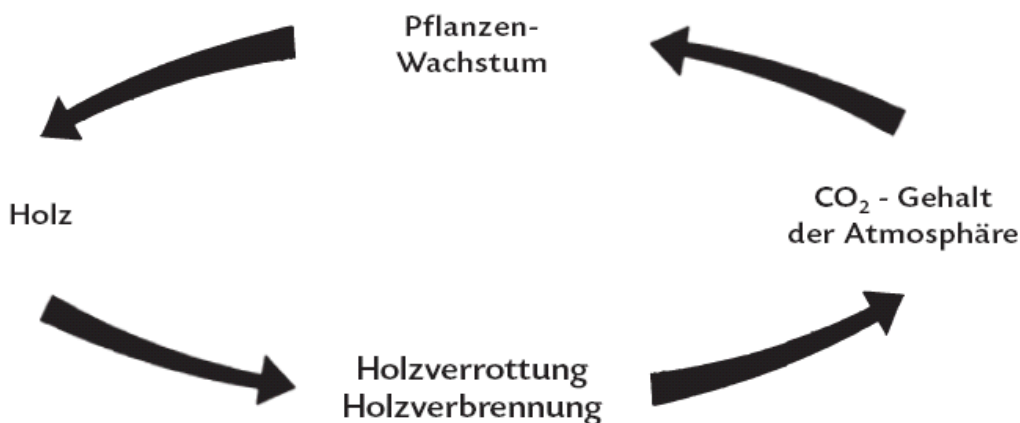 Pflanzen-
Wachstum
Holz
CO₂ - Gehalt
der Atmosphäre
Holzverrottung
Holzverbrennung